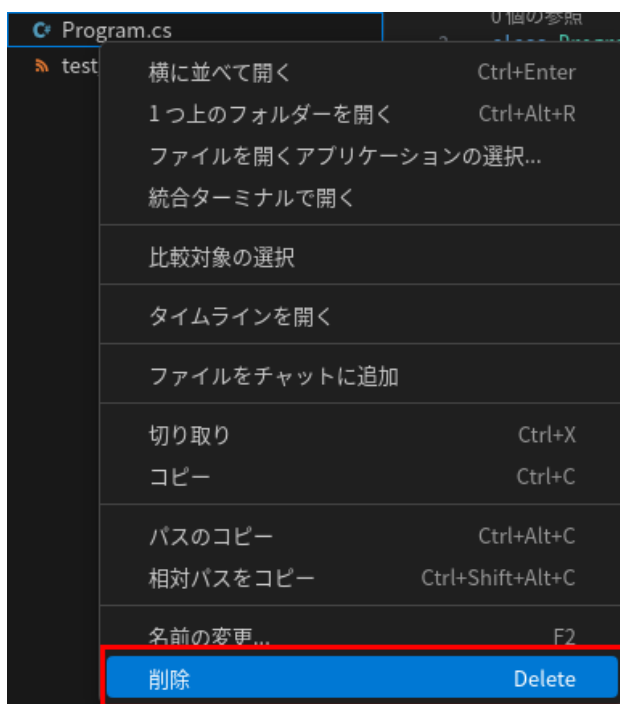 Program.cs
0 個の参照
test
横に並べて開く Ctrl+Enter
1 つ上のフォルダーを開く Ctrl+Alt+R
ファイルを開くアプリケーションの選択...
統合ターミナルで開く
比較対象の選択
タイムラインを開く
ファイルをチャットに追加
切り取り Ctrl+X
コピー Ctrl+C
パスのコピー Ctrl+Alt+C
相対パスをコピー Ctrl+Shift+Alt+C
名前の変更... F2
削除 Delete